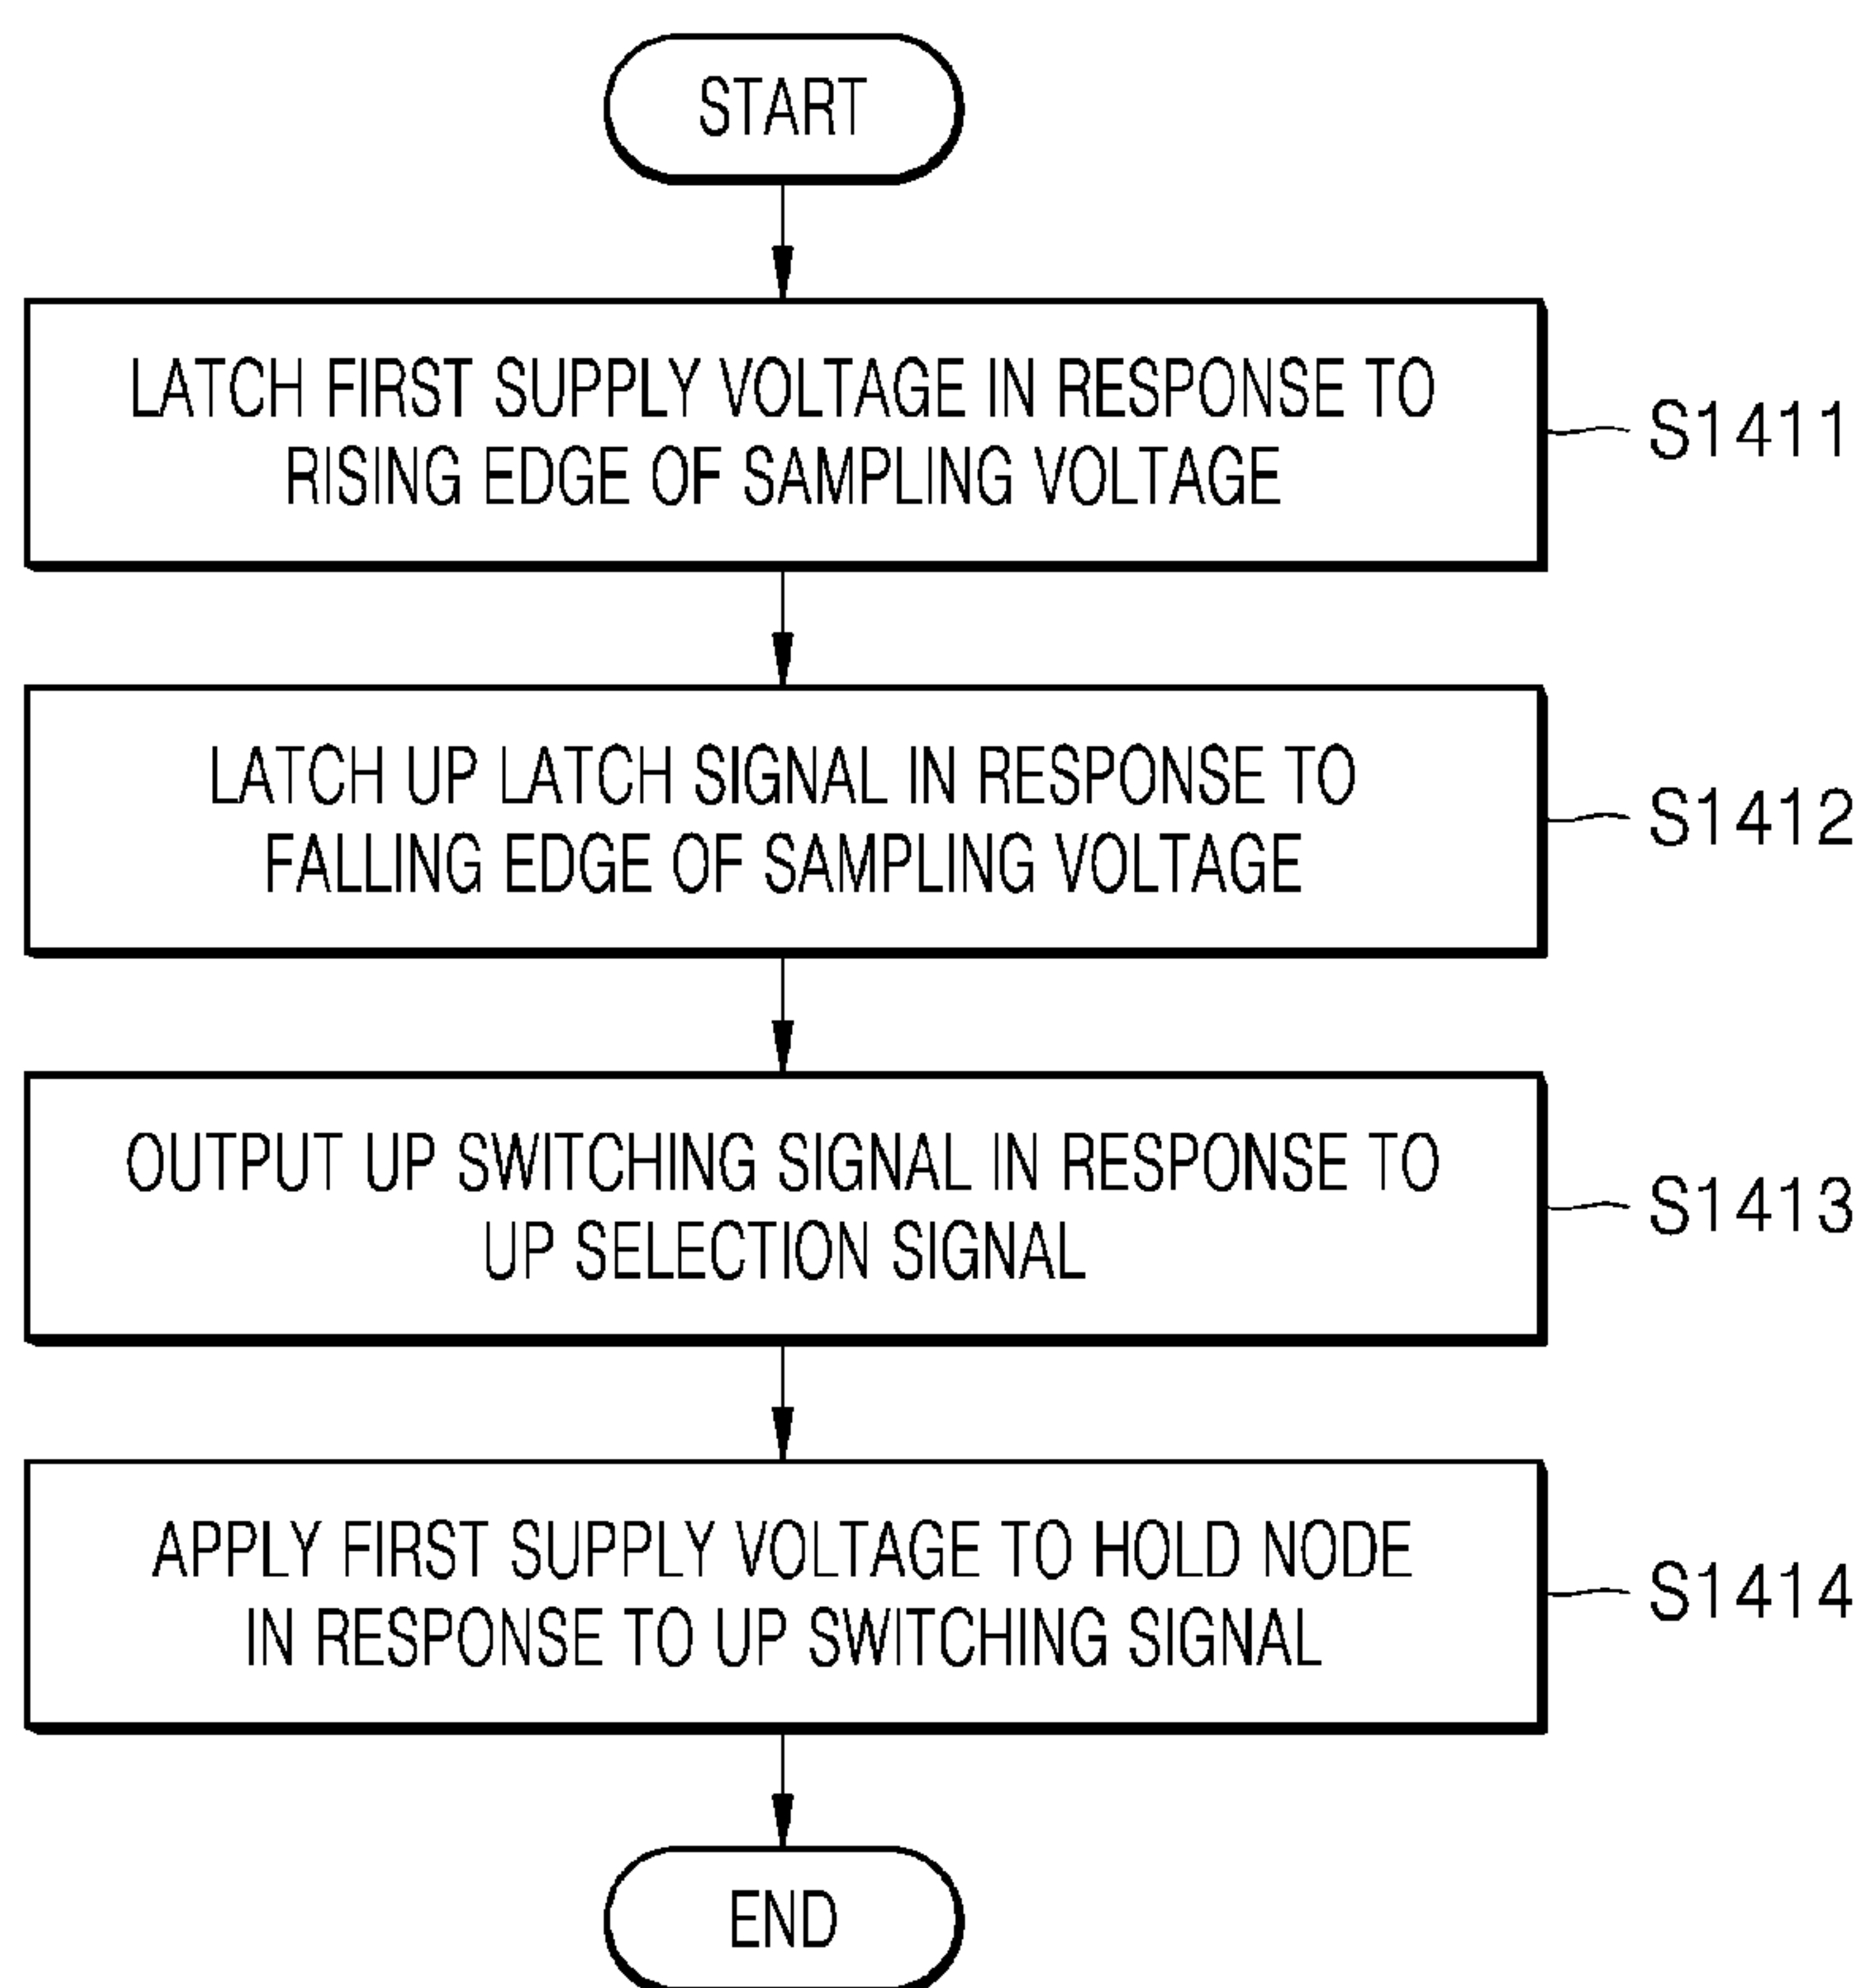 START
LATCH FIRST SUPPLY VOLTAGE IN RESPONSE TO
RISING EDGE OF SAMPLING VOLTAGE
S1411
LATCH UP LATCH SIGNAL IN RESPONSE TO
FALLING EDGE OF SAMPLING VOLTAGE
S1412
OUTPUT UP SWITCHING SIGNAL IN RESPONSE TO
UP SELECTION SIGNAL
S1413
APPLY FIRST SUPPLY VOLTAGE TO HOLD NODE
IN RESPONSE TO UP SWITCHING SIGNAL
S1414
END